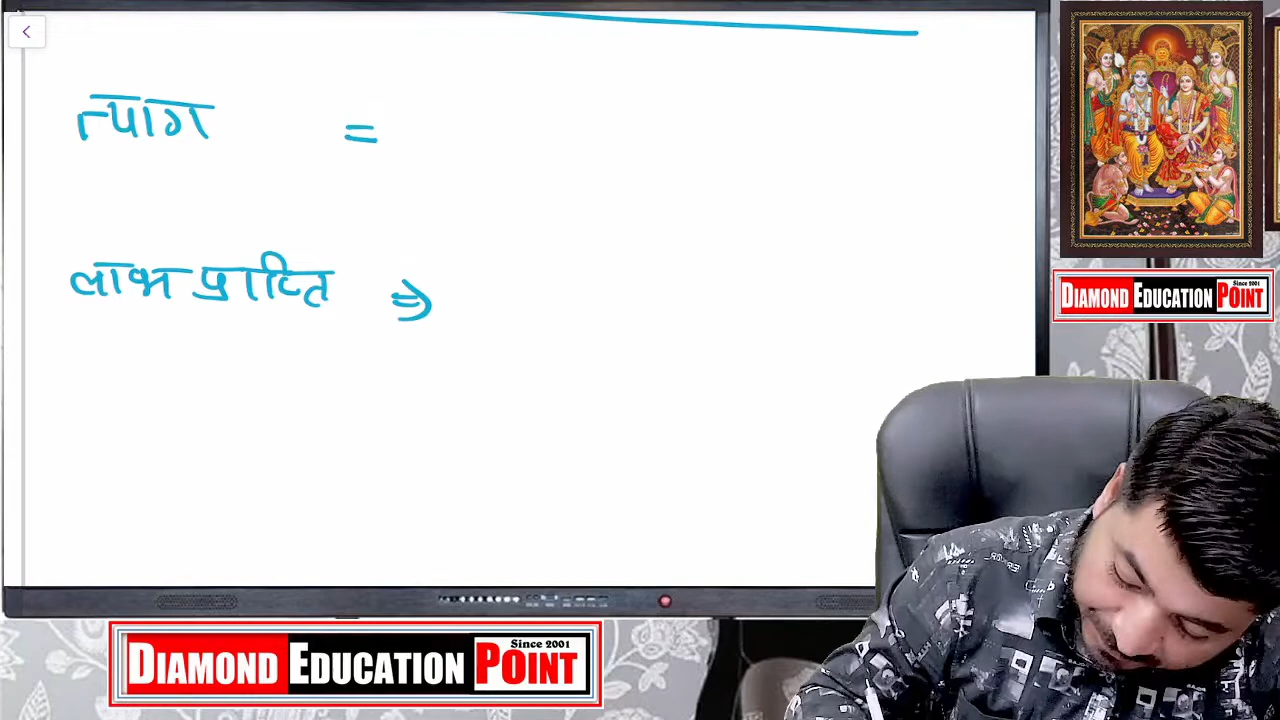 त्याग =
लाभ प्राप्ति ⇒
DIAMOND EDUCATION POINT
Since 2001
DIAMOND EDUCATION POINT
Since 2001